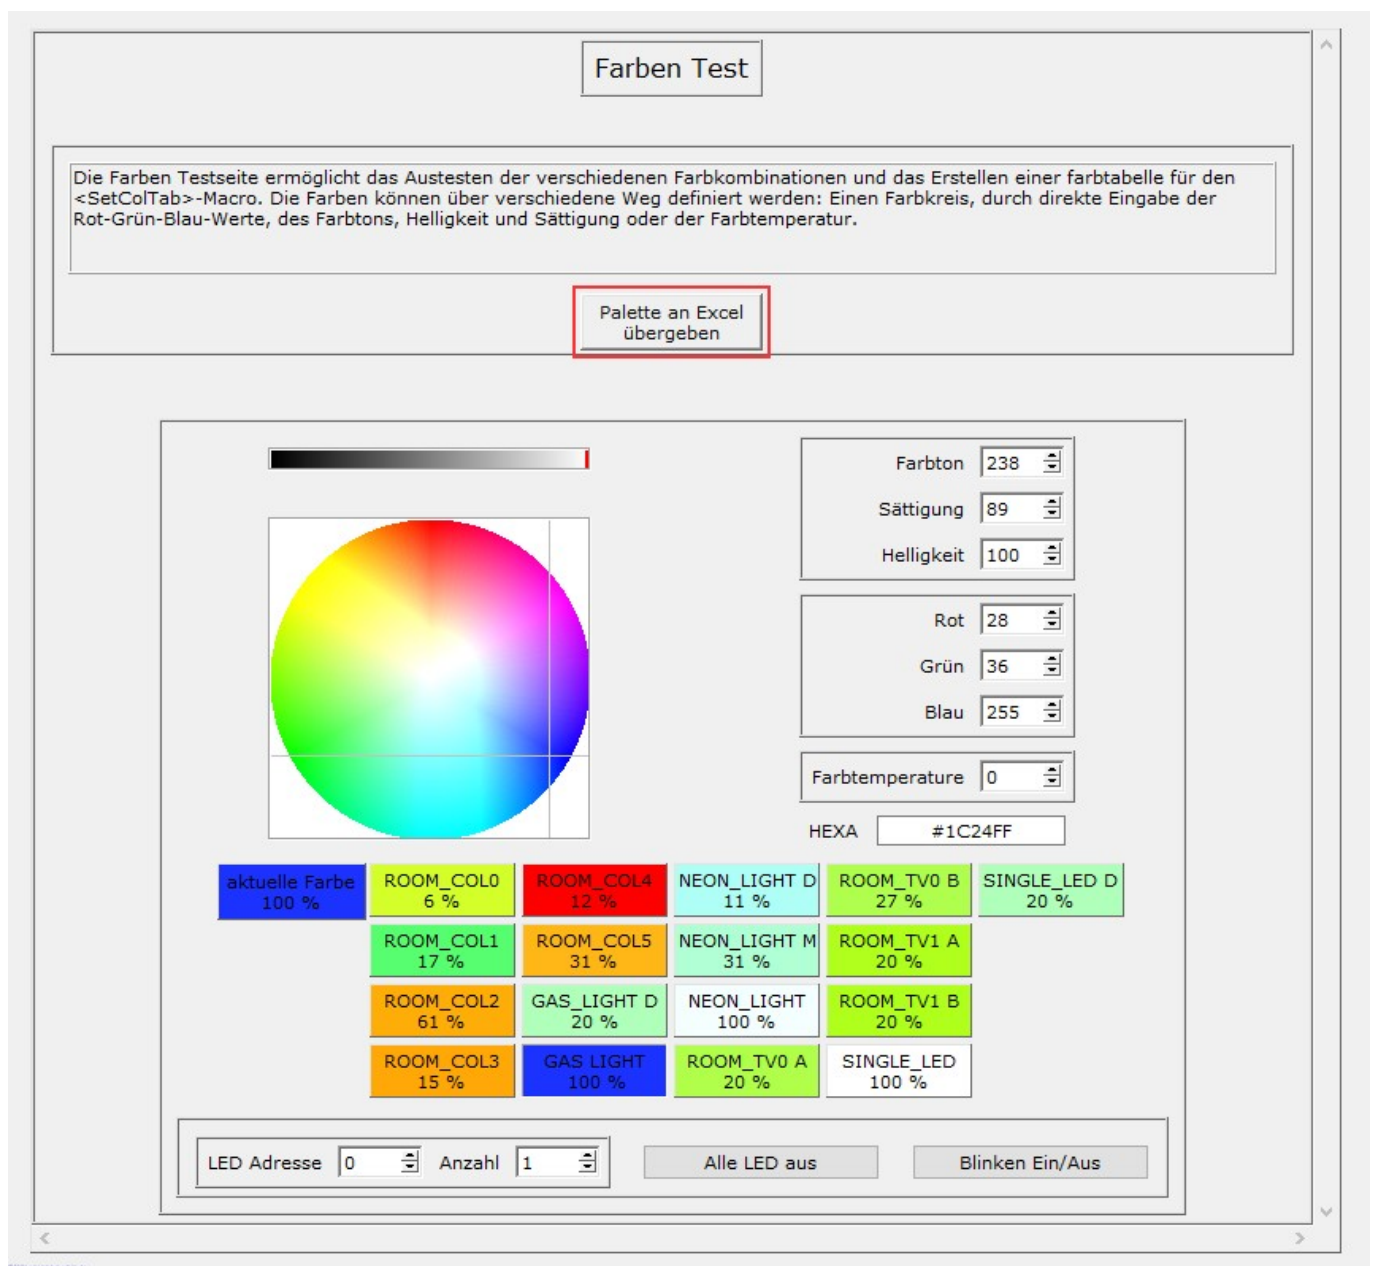 Farben Test
Die Farben Testseite ermöglicht das Austesten der verschiedenen Farbkombinationen und das Erstellen einer farbtabelle für den
<SetColTab>-Macro. Die Farben können über verschiedene Weg definiert werden: Einen Farbkreis, durch direkte Eingabe der
Rot-Grün-Blau-Werte, des Farbtons, Helligkeit und Sättigung oder der Farbtemperatur.
Palette an Excel
übergeben
Farbton 238
Sättigung 89
Helligkeit 100
Rot 28
Grün 36
Blau 255
Farbtemperature 0
HEXA #1C24FF
aktuelle Farbe ROOM_COL0 ROOM_COL4 NEON_LIGHT D ROOM_TV0 B SINGLE_LED D
100 % 6 % 12 % 11 % 27 % 20 %
ROOM_COL1 ROOM_COL5 NEON_LIGHT M ROOM_TV1 A
17 % 31 % 31 % 20 %
ROOM_COL2 GAS_LIGHT D NEON_LIGHT ROOM_TV1 B
61 % 20 % 100 % 20 %
ROOM_COL3 GAS LIGHT ROOM_TV0 A SINGLE_LED
15 % 100 % 20 % 100 %
LED Adresse 0 Anzahl 1 Alle LED aus Blinken Ein/Aus